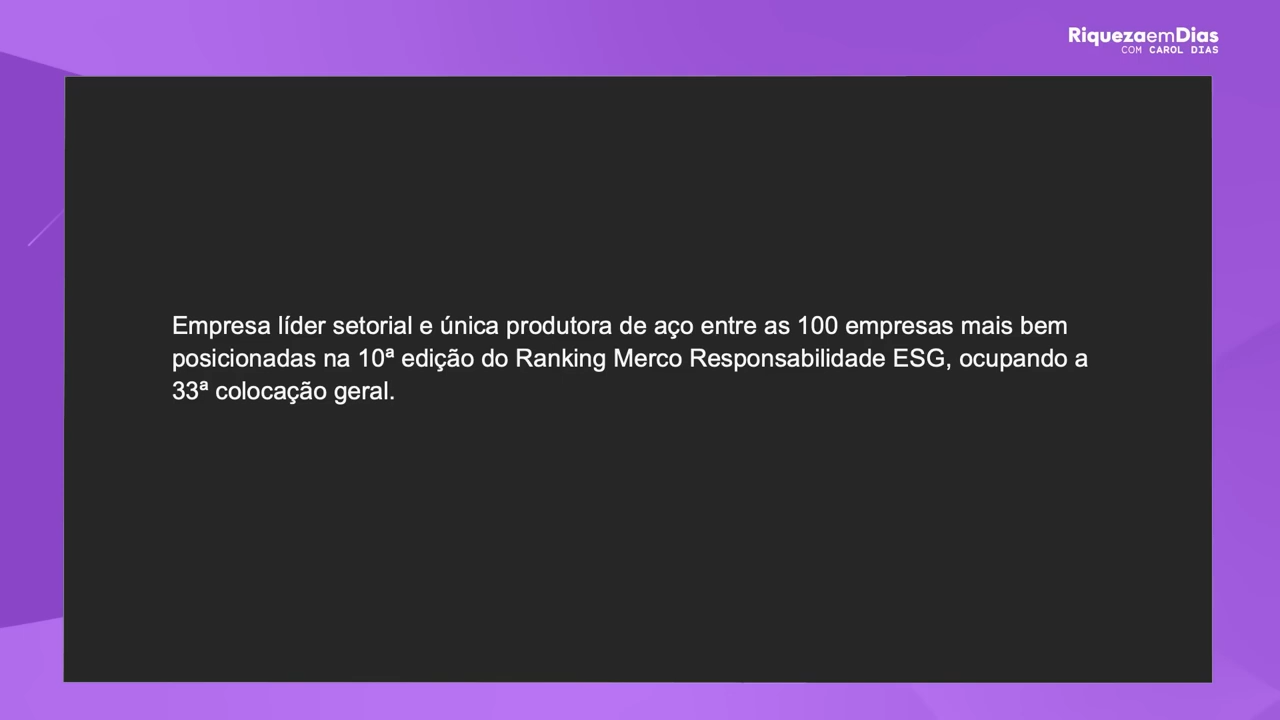 RiquezaemDias
COM CAROL DIAS
Empresa líder setorial e única produtora de aço entre as 100 empresas mais bem
posicionadas na 10ª edição do Ranking Merco Responsabilidade ESG, ocupando a
33ª colocação geral.